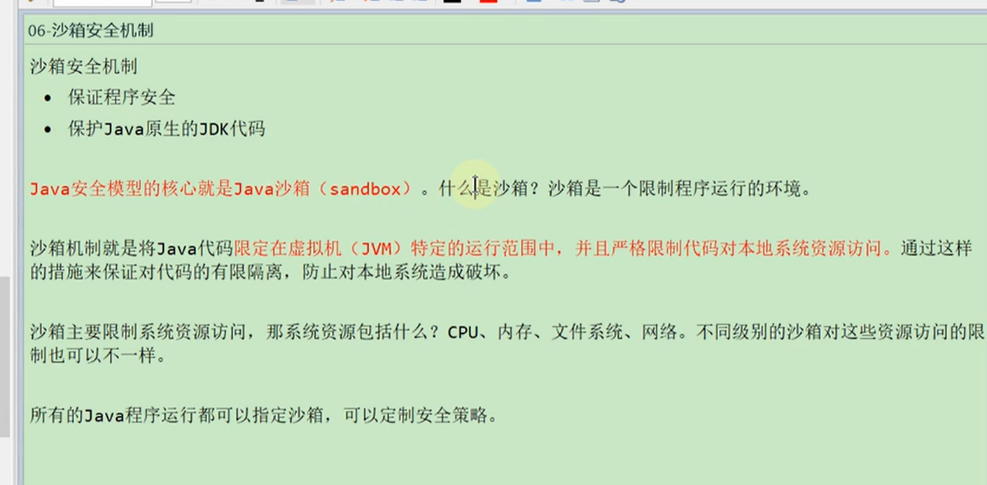 06-沙箱安全机制
沙箱安全机制
• 保证程序安全
• 保护Java原生的JDK代码
Java安全模型的核心就是Java沙箱（sandbox）。什么是沙箱？沙箱是一个限制程序运行的环境。
沙箱机制就是将Java代码限定在虚拟机（JVM）特定的运行范围中，并且严格限制代码对本地系统资源访问。通过这样
的措施来保证对代码的有限隔离，防止对本地系统造成破坏。
沙箱主要限制系统资源访问，那系统资源包括什么？CPU、内存、文件系统、网络。不同级别的沙箱对这些资源访问的限
制也可以不一样。
所有的Java程序运行都可以指定沙箱，可以定制安全策略。